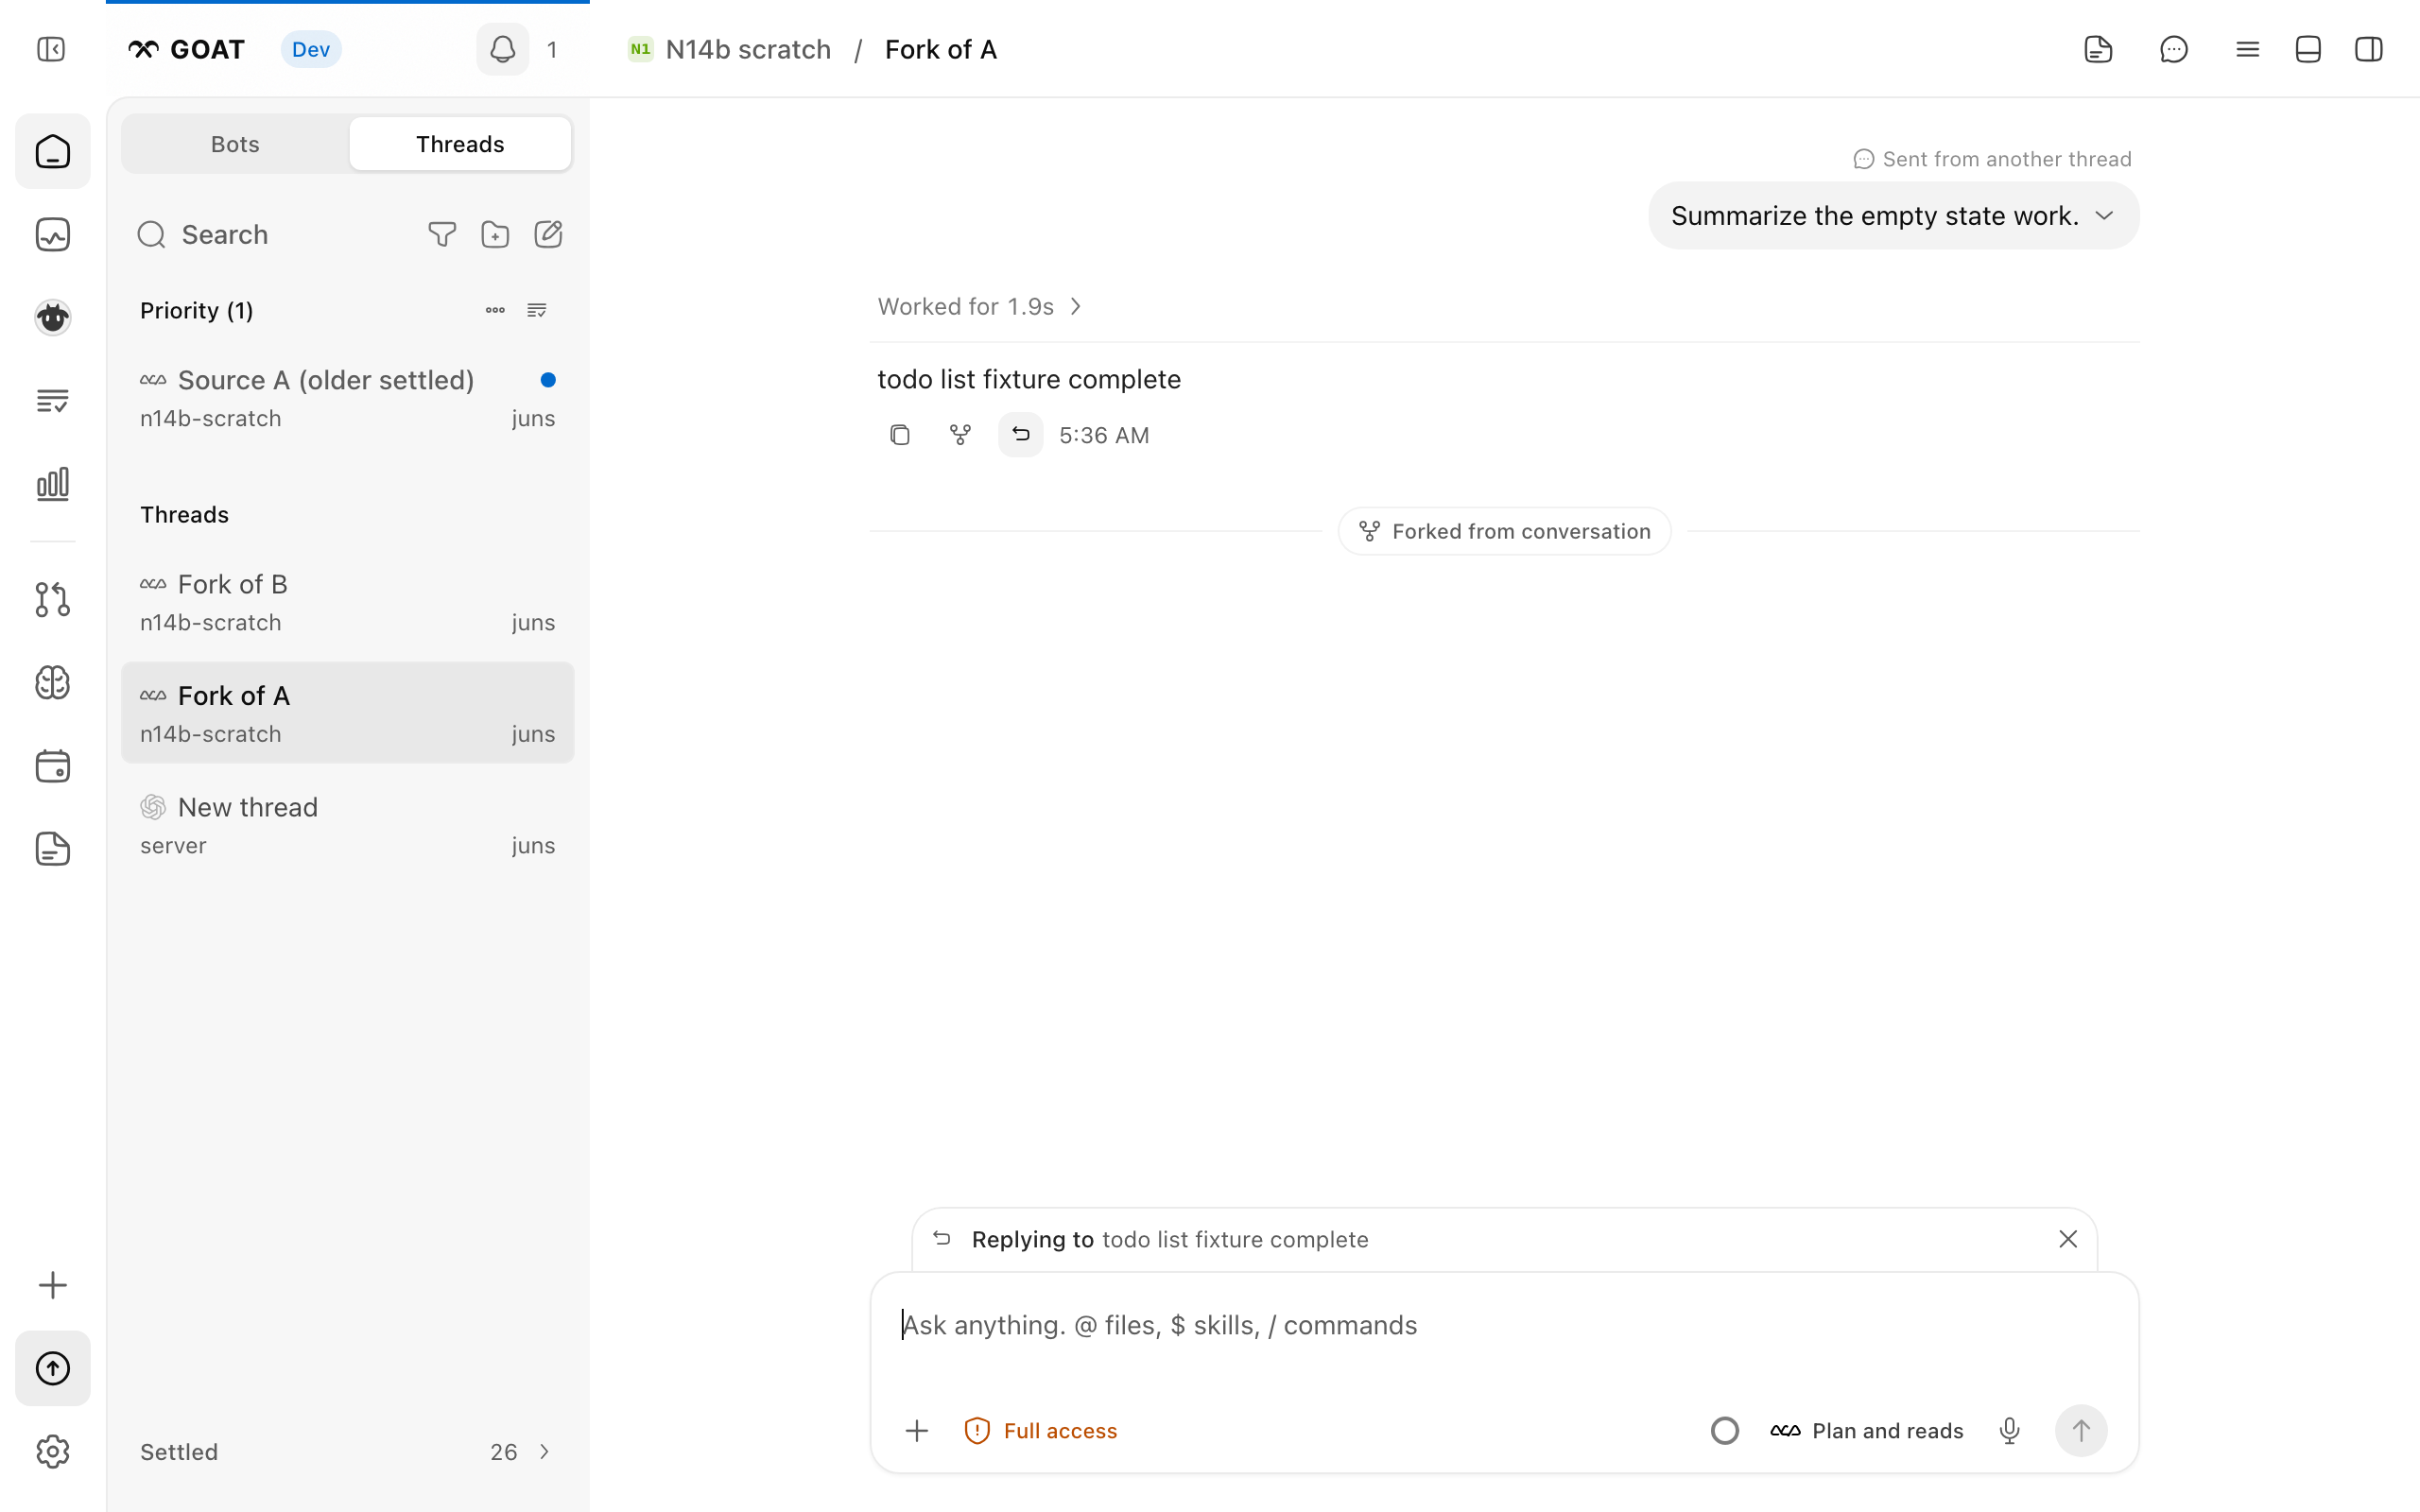 GOAT
Dev
1
N1 N14b scratch / Fork of A
Bots
Threads
Search
Priority (1)
Source A (older settled)
n14b-scratch juns
Threads
Fork of B
n14b-scratch juns
Fork of A
n14b-scratch juns
New thread
server juns
Settled 26
Sent from another thread
Summarize the empty state work.
Worked for 1.9s
todo list fixture complete
5:36 AM
Forked from conversation
Replying to todo list fixture complete
Ask anything. @ files, $ skills, / commands
Full access
Plan and reads